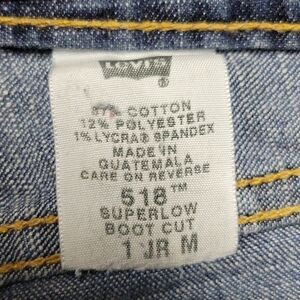 LEVI'S
®
87% COTTON
12% POLYESTER
1% LYCRA® SPANDEX
MADE IN
GUATEMALA
CARE ON REVERSE
518™
SUPERLOW
BOOT CUT
1 JR M